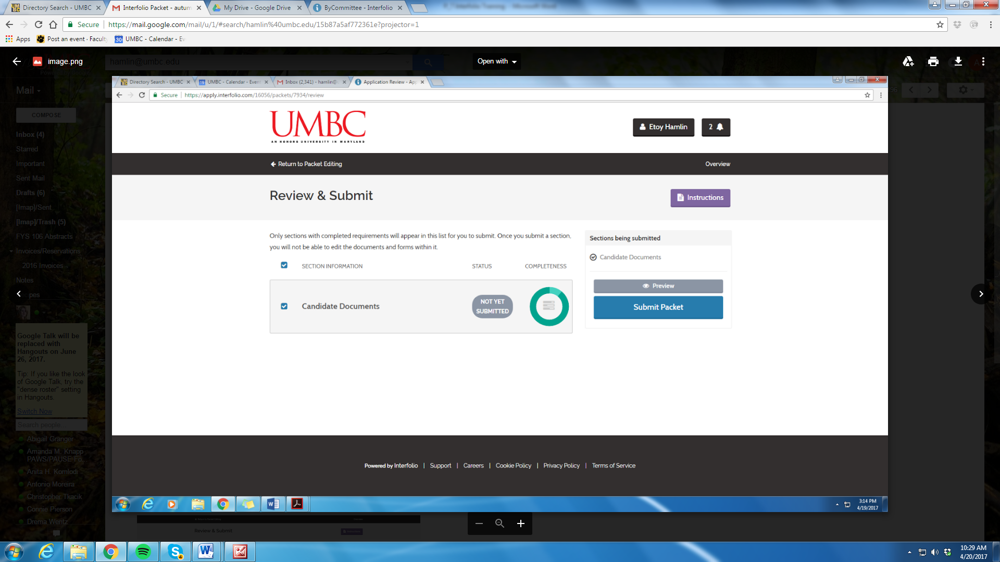 Directory Search - UMBC
Interfolio Packet - autum
My Drive - Google Drive
ByCommittee - Interfolio
Secure
https://mail.google.com/mail/u/1/#search/hamlin%40umbc.edu/15b87a5af772361e?projector=1
Apps
Post an event · Faculty
UMBC - Calendar - Ev
image.png
hamlin@umbc.edu
Open with
Directory Search - UMBC
UMBC - Calendar - Event
Inbox (2,341) - hamlin@
Application Review - Ap
Secure
https://apply.interfolio.com/16056/packets/7934/review
UMBC
AN HONORS UNIVERSITY IN MARYLAND
Etoy Hamlin
2
Return to Packet Editing
Overview
Review & Submit
Instructions
Only sections with completed requirements will appear in this list for you to submit. Once you submit a section,
you will not be able to edit the documents and forms within it.
SECTION INFORMATION
STATUS
COMPLETENESS
Candidate Documents
NOT YET
SUBMITTED
Sections being submitted
Candidate Documents
Preview
Submit Packet
Powered by Interfolio | Support | Careers | Cookie Policy | Privacy Policy | Terms of Service
3:14 PM
4/19/2017
Mail
COMPOSE
Inbox (4)
Starred
Important
Sent Mail
Drafts (6)
[Imap]/Sent
[Imap]/Trash (5)
FYS 106 Abstracts
Invoices/Reservations
2016 Invoices
Notes
Google Talk will be
replaced with
Hangouts on June
26, 2017.
Tip: If you like the look
of Google Talk, try the
"dense roster" setting
in Hangouts.
Switch Now
Search people...
Abigail Granger
Amanda M. Knapp
PAWS/PAUSE Fo...
Anita H. Komlodi
Antonio Moreira
Christopher Tkacik
Connie Pierson
Drema Wentz
Review & Submit
4
10:29 AM
4/20/2017